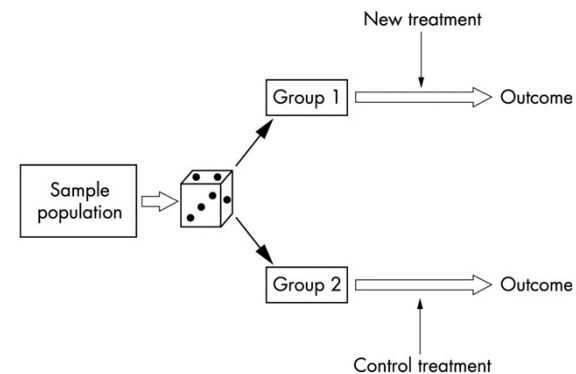 New treatment
Group 1
Outcome
Sample
population
Group 2
Outcome
Control treatment